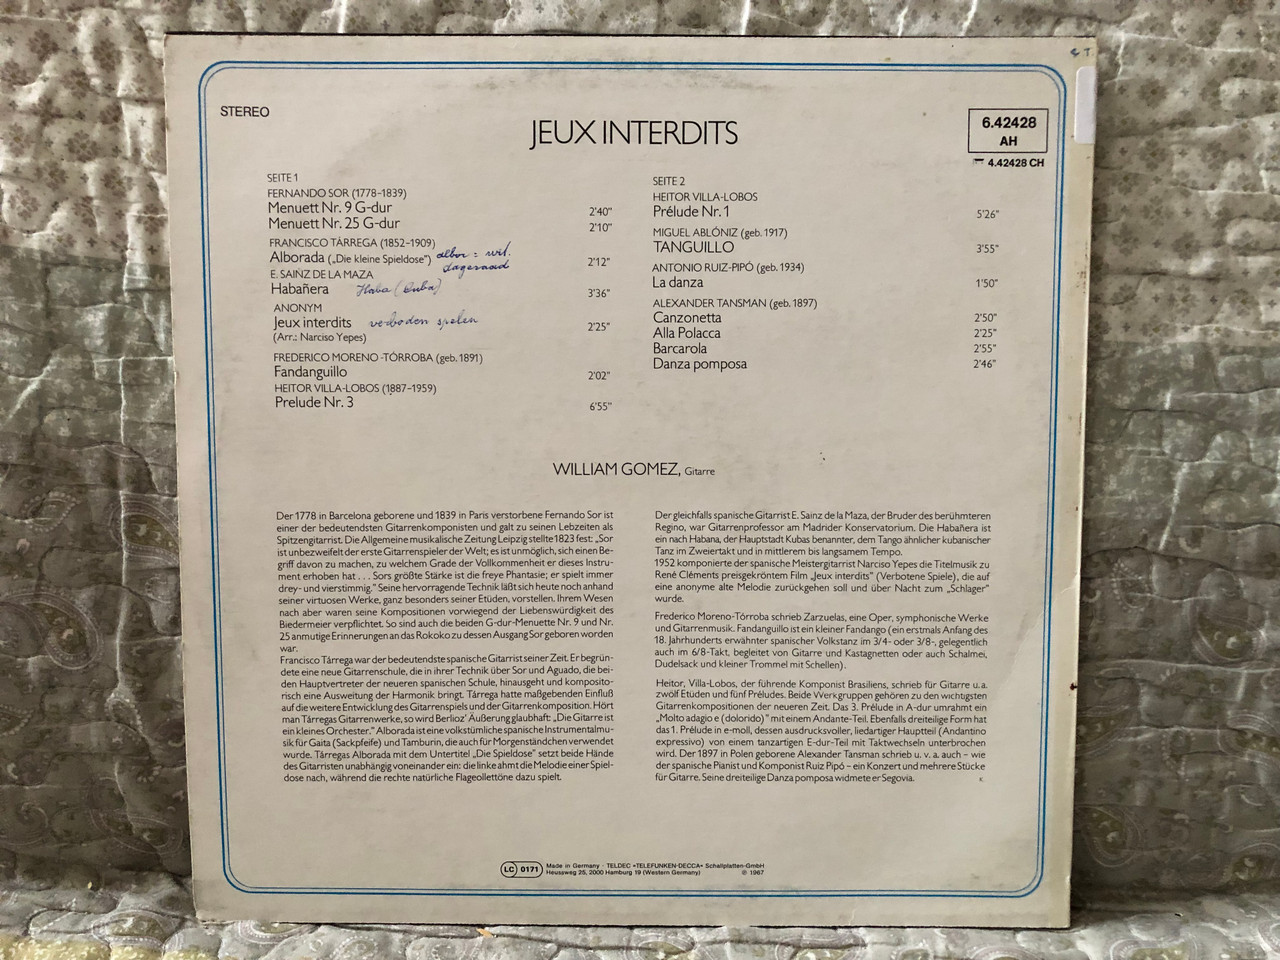 STEREO
JEUX INTERDITS
6.42428
AH
4.42428 CH
SEITE 1
FERNANDO SOR (1778-1839)
Menuett Nr. 9 G-dur 2'40"
Menuett Nr. 25 G-dur 2'10"
FRANCISCO TÁRREGA (1852-1909)
Alborada („Die kleine Spieldose") albor = wit. 2'12"
dageraad
E. SAINZ DE LA MAZA
Habañera Haba (Cuba) 3'36"
ANONYM
Jeux interdits verboden spelen 2'25"
(Arr.: Narciso Yepes)
FREDERICO MORENO-TÓRROBA (geb. 1891)
Fandanguillo 2'02"
HEITOR VILLA-LOBOS (1887-1959)
Prelude Nr. 3 6'55"
SEITE 2
HEITOR VILLA-LOBOS
Prélude Nr. 1 5'26"
MIGUEL ABLÓNIZ (geb. 1917)
TANGUILLO 3'55"
ANTONIO RUIZ-PIPÓ (geb. 1934)
La danza 1'50"
ALEXANDER TANSMAN (geb. 1897)
Canzonetta 2'50"
Alla Polacca 2'25"
Barcarola 2'55"
Danza pomposa 2'46"
WILLIAM GOMEZ, Gitarre
Der 1778 in Barcelona geborene und 1839 in Paris verstorbene Fernando Sor ist
einer der bedeutendsten Gitarrenkomponisten und galt zu seinen Lebzeiten als
Spitzengitarrist. Die Allgemeine musikalische Zeitung Leipzig stellte 1823 fest: „Sor
ist unbezweifelt der erste Gitarrenspieler der Welt; es ist unmöglich, sich einen Be-
griff davon zu machen, zu welchem Grade der Vollkommenheit er dieses Instru-
ment erhoben hat . . . Sors größte Stärke ist die freye Phantasie; er spielt immer
drey- und vierstimmig." Seine hervorragende Technik läßt sich heute noch anhand
seiner virtuosen Werke, ganz besonders seiner Etüden, vorstellen. Ihrem Wesen
nach aber waren seine Kompositionen vorwiegend der Liebenswürdigkeit des
Biedermeier verpflichtet. So sind auch die beiden G-dur-Menuette Nr. 9 und Nr.
25 anmutige Erinnerungen an das Rokoko zu dessen Ausgang Sor geboren worden
war.
Francisco Tárrega war der bedeutendste spanische Gitarrist seiner Zeit. Er begrün-
dete eine neue Gitarrenschule, die in ihrer Technik über Sor und Aguado, die bei-
den Hauptvertreter der neueren spanischen Schule, hinausgeht und komposito-
risch eine Ausweitung der Harmonik bringt. Tárrega hatte maßgebenden Einfluß
auf die weitere Entwicklung des Gitarrenspiels und der Gitarrenkomposition. Hört
man Tárregas Gitarrenwerke, so wird Berlioz' Äußerung glaubhaft: „Die Gitarre ist
ein kleines Orchester." Alborada ist eine volkstümliche spanische Instrumentalmu-
sik für Gaita (Sackpfeife) und Tamburin, die auch für Morgenständchen verwendet
wurde. Tárregas Alborada mit dem Untertitel „Die Spieldose" setzt beide Hände
des Gitarristen unabhängig voneinander ein: die linke ahmt die Melodie einer Spiel-
dose nach, während die rechte natürliche Flageollettöne dazu spielt.
Der gleichfalls spanische Gitarrist E. Sainz de la Maza, der Bruder des berühmteren
Regino, war Gitarrenprofessor am Madrider Konservatorium. Die Habañera ist
ein nach Habana, der Hauptstadt Kubas benannter, dem Tango ähnlicher kubanischer
Tanz im Zweiertakt und in mittlerem bis langsamem Tempo.
1952 komponierte der spanische Meistergitarrist Narciso Yepes die Titelmusik zu
René Cléments preisgekröntem Film „Jeux interdits" (Verbotene Spiele), die auf
eine anonyme alte Melodie zurückgehen soll und über Nacht zum „Schlager"
wurde.
Frederico Moreno-Tórroba schrieb Zarzuelas, eine Oper, symphonische Werke
und Gitarrenmusik. Fandanguillo ist ein kleiner Fandango (ein erstmals Anfang des
18. Jahrhunderts erwähnter spanischer Volkstanz im 3/4- oder 3/8-, gelegentlich
auch im 6/8-Takt, begleitet von Gitarre und Kastagnetten oder auch Schalmei,
Dudelsack und kleiner Trommel mit Schellen).
Heitor, Villa-Lobos, der führende Komponist Brasiliens, schrieb für Gitarre u. a.
zwölf Etüden und fünf Préludes. Beide Werkgruppen gehören zu den wichtigsten
Gitarrenkompositionen der neueren Zeit. Das 3. Prélude in A-dur umrahmt ein
„Molto adagio e (dolorido)" mit einem Andante-Teil. Ebenfalls dreiteilige Form hat
das 1. Prélude in e-moll, dessen ausdrucksvoller, liedartiger Hauptteil (Andantino
expressivo) von einem tanzartigen E-dur-Teil mit Taktwechseln unterbrochen
wird. Der 1897 in Polen geborene Alexander Tansman schrieb u. v. a. auch – wie
der spanische Pianist und Komponist Ruiz Pipó – ein Konzert und mehrere Stücke
für Gitarre. Seine dreiteilige Danza pomposa widmete er Segovia. K.
LC 0171
Made in Germany · TELDEC »TELEFUNKEN-DECCA« Schallplatten-GmbH
Heussweg 25, 2000 Hamburg 19 (Western Germany) ℗ 1967